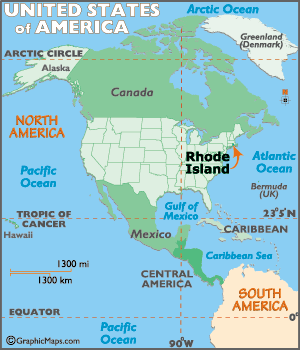 UNITED STATES
of AMERICA
Arctic Ocean
Greenland
(Denmark)
ARCTIC CIRCLE
Alaska
Canada
NORTH
AMERICA
Rhode
Island
Pacific
Ocean
Atlantic
Ocean
Bermuda
(UK)
Gulf of
Mexico
TROPIC OF
CANCER
23°5'N
Hawaii
Mexico
CARIBBEAN
Caribbean Sea
1300 mi
1300 km
CENTRAL
AMERICA
SOUTH
AMERICA
EQUATOR
0°
Pacific
Ocean
©GraphicMaps.com
90°W